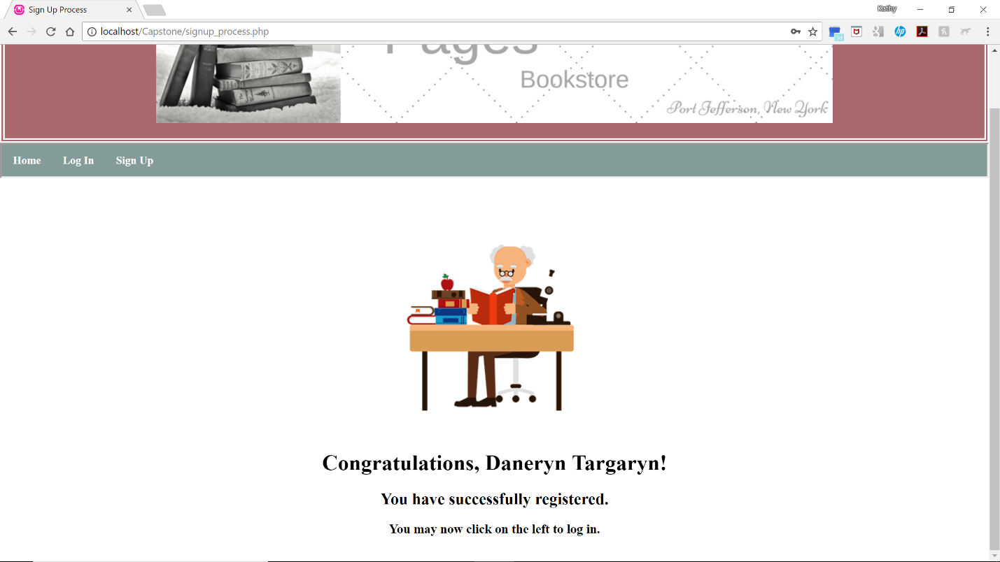 Sign Up Process
Kathy
localhost/Capstone/signup_process.php
Pages
Bookstore
Port Jefferson, New York
Home Log In Sign Up
Congratulations, Daneryn Targaryn!
You have successfully registered.
You may now click on the left to log in.